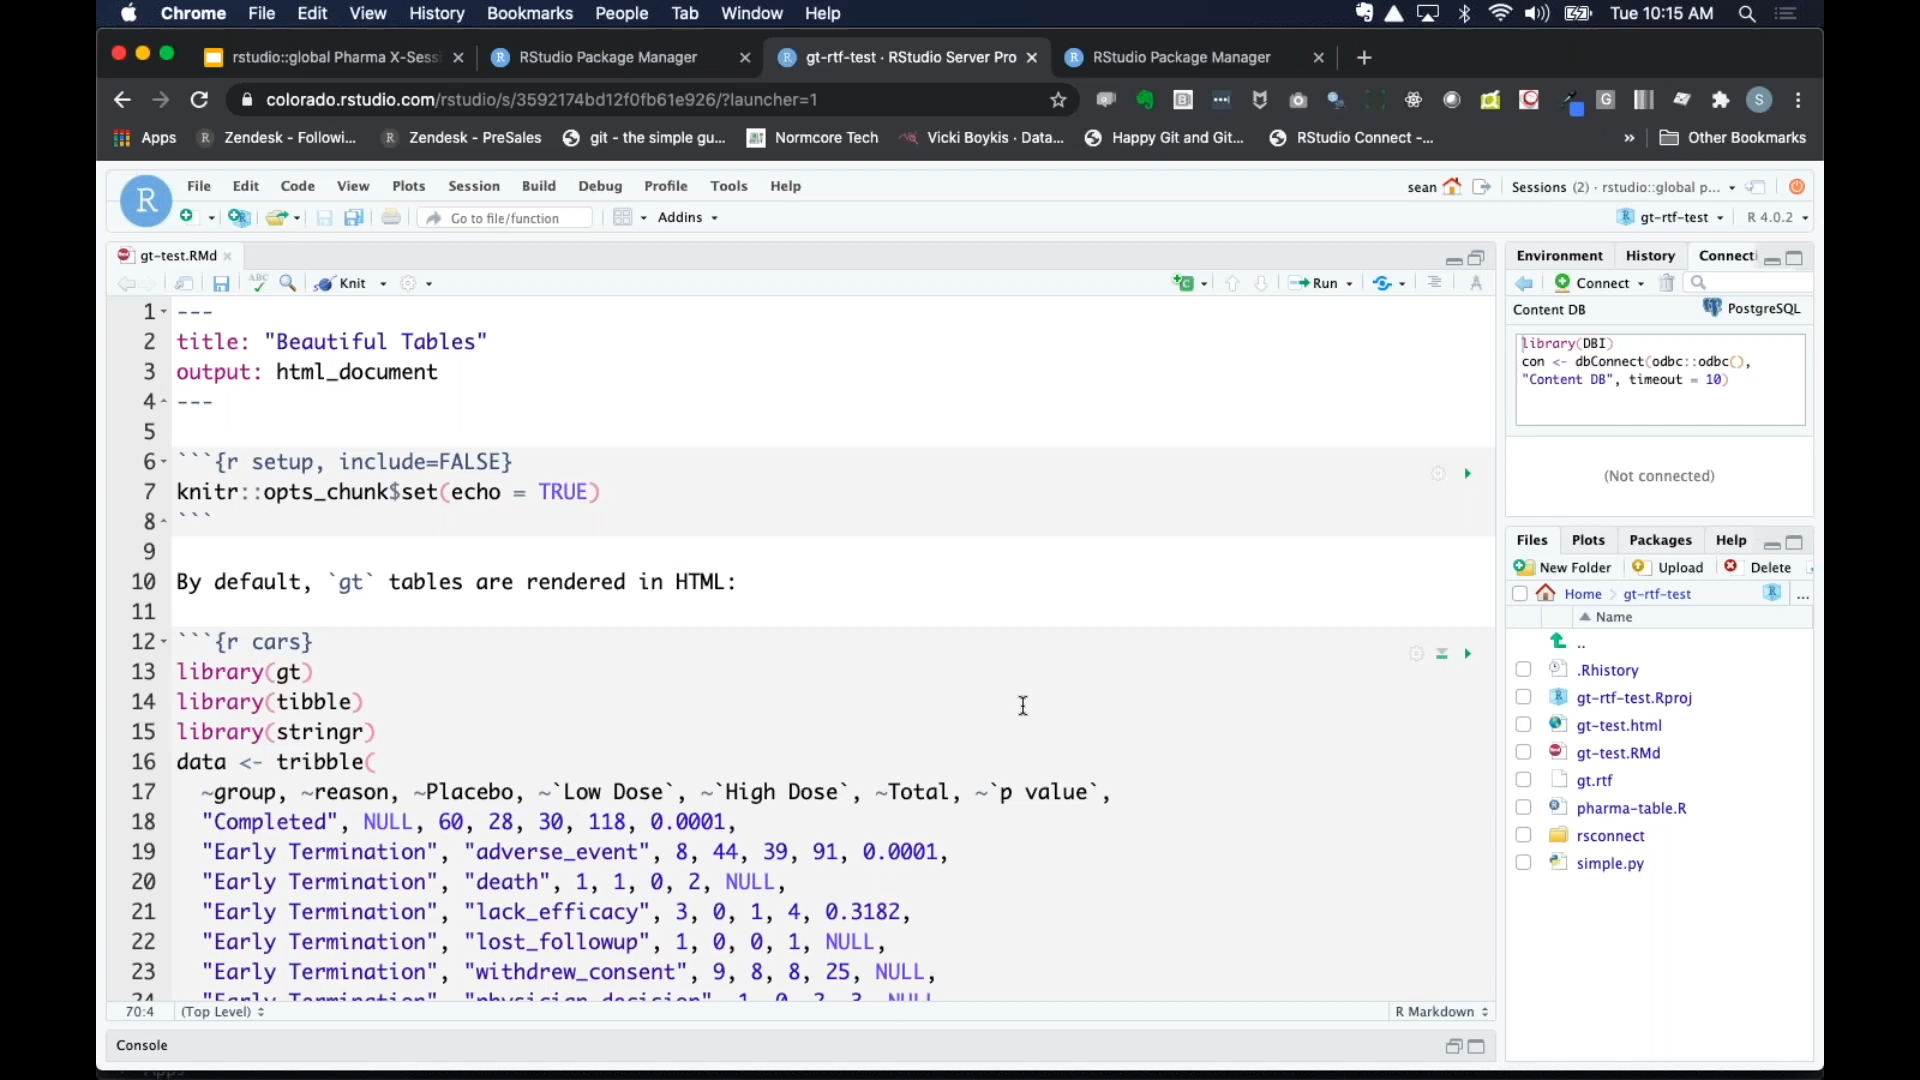 Chrome File Edit View History Bookmarks People Tab Window Help Tue 10:15 AM
rstudio::global Pharma X-Sess RStudio Package Manager gt-rtf-test · RStudio Server Pro RStudio Package Manager
colorado.rstudio.com/rstudio/s/3592174bd12f0fb61e926/?launcher=1
Apps Zendesk - Followi... Zendesk - PreSales git - the simple gu... Normcore Tech Vicki Boykis · Data... Happy Git and Git... RStudio Connect -... » Other Bookmarks
File Edit Code View Plots Session Build Debug Profile Tools Help sean Sessions (2) · rstudio::global p...
Go to file/function Addins gt-rtf-test R 4.0.2
gt-test.RMd
Knit Run
1 ---
2 title: "Beautiful Tables"
3 output: html_document
4 ---
5
6 ```{r setup, include=FALSE}
7 knitr::opts_chunk$set(echo = TRUE)
8 ```
9
10 By default, `gt` tables are rendered in HTML:
11
12 ```{r cars}
13 library(gt)
14 library(tibble)
15 library(stringr)
16 data <- tribble(
17 ~group, ~reason, ~Placebo, ~`Low Dose`, ~`High Dose`, ~Total, ~`p value`,
18 "Completed", NULL, 60, 28, 30, 118, 0.0001,
19 "Early Termination", "adverse_event", 8, 44, 39, 91, 0.0001,
20 "Early Termination", "death", 1, 1, 0, 2, NULL,
21 "Early Termination", "lack_efficacy", 3, 0, 1, 4, 0.3182,
22 "Early Termination", "lost_followup", 1, 0, 0, 1, NULL,
23 "Early Termination", "withdrew_consent", 9, 8, 8, 25, NULL,
24 "Early Termination", "physician_decision", 1, 0, 2, 3, NULL
70:4 (Top Level) R Markdown
Console
Environment History Connecti
Connect
Content DB PostgreSQL
library(DBI)
con <- dbConnect(odbc::odbc(),
"Content DB", timeout = 10)
(Not connected)
Files Plots Packages Help
New Folder Upload Delete
Home gt-rtf-test ...
Name
..
.Rhistory
gt-rtf-test.Rproj
gt-test.html
gt-test.RMd
gt.rtf
pharma-table.R
rsconnect
simple.py